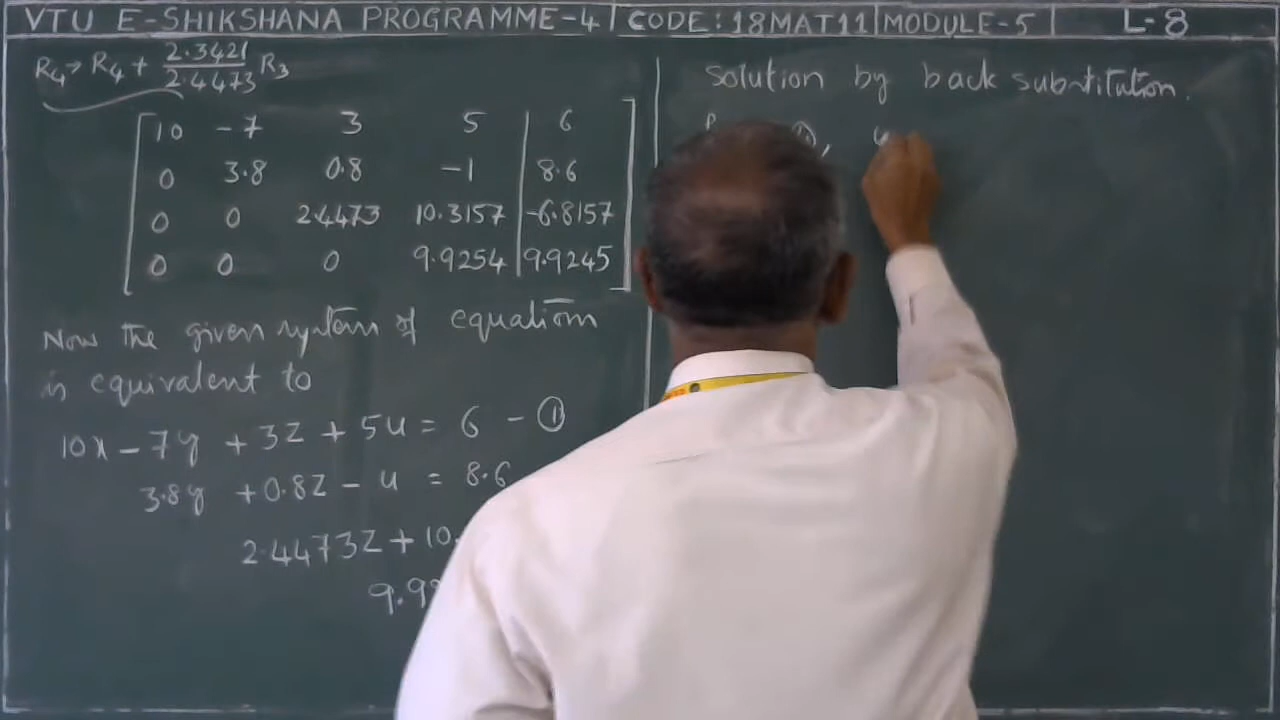 VTU E-SHIKSHANA PROGRAMME-4 CODE:18MAT11 MODULE-5 L-8
R4→R4 + 2.3421/2.4473 R3
10 -7 3 5 6
0 3.8 0.8 -1 8.6
0 0 2.4473 10.3157 -6.8157
0 0 0 9.9254 9.9245
Now the given system of equation
is equivalent to
10x - 7y + 3z + 5u = 6 - ①
3.8y + 0.8z - u = 8.6
2.4473z + 10.
9.9
solution by back substitution.